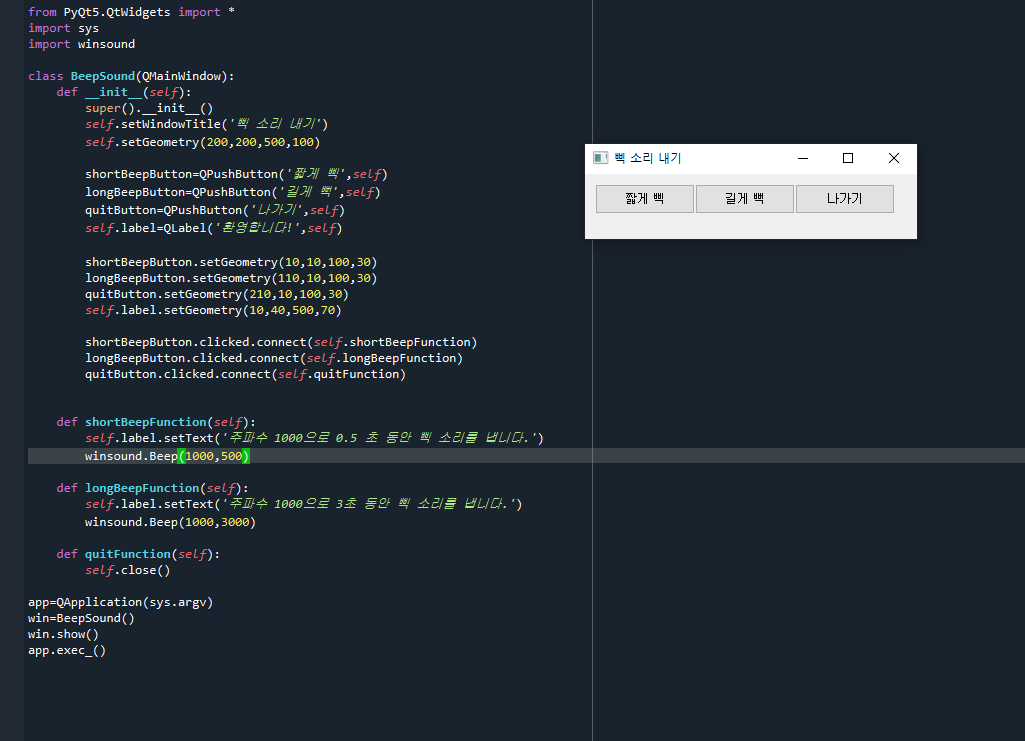 from PyQt5.QtWidgets import *
import sys
import winsound
class BeepSound(QMainWindow):
def __init__(self):
super().__init__()
self.setWindowTitle('삑 소리 내기')
self.setGeometry(200,200,500,100)
shortBeepButton=QPushButton('짧게 삑',self)
longBeepButton=QPushButton('길게 삑',self)
quitButton=QPushButton('나가기',self)
self.label=QLabel('환영합니다!',self)
shortBeepButton.setGeometry(10,10,100,30)
longBeepButton.setGeometry(110,10,100,30)
quitButton.setGeometry(210,10,100,30)
self.label.setGeometry(10,40,500,70)
shortBeepButton.clicked.connect(self.shortBeepFunction)
longBeepButton.clicked.connect(self.longBeepFunction)
quitButton.clicked.connect(self.quitFunction)
def shortBeepFunction(self):
self.label.setText('주파수 1000으로 0.5 초 동안 삑 소리를 냅니다.')
winsound.Beep(1000,500)
def longBeepFunction(self):
self.label.setText('주파수 1000으로 3초 동안 삑 소리를 냅니다.')
winsound.Beep(1000,3000)
def quitFunction(self):
self.close()
app=QApplication(sys.argv)
win=BeepSound()
win.show()
app.exec_()
삑 소리 내기
짧게 삑 길게 삑 나가기